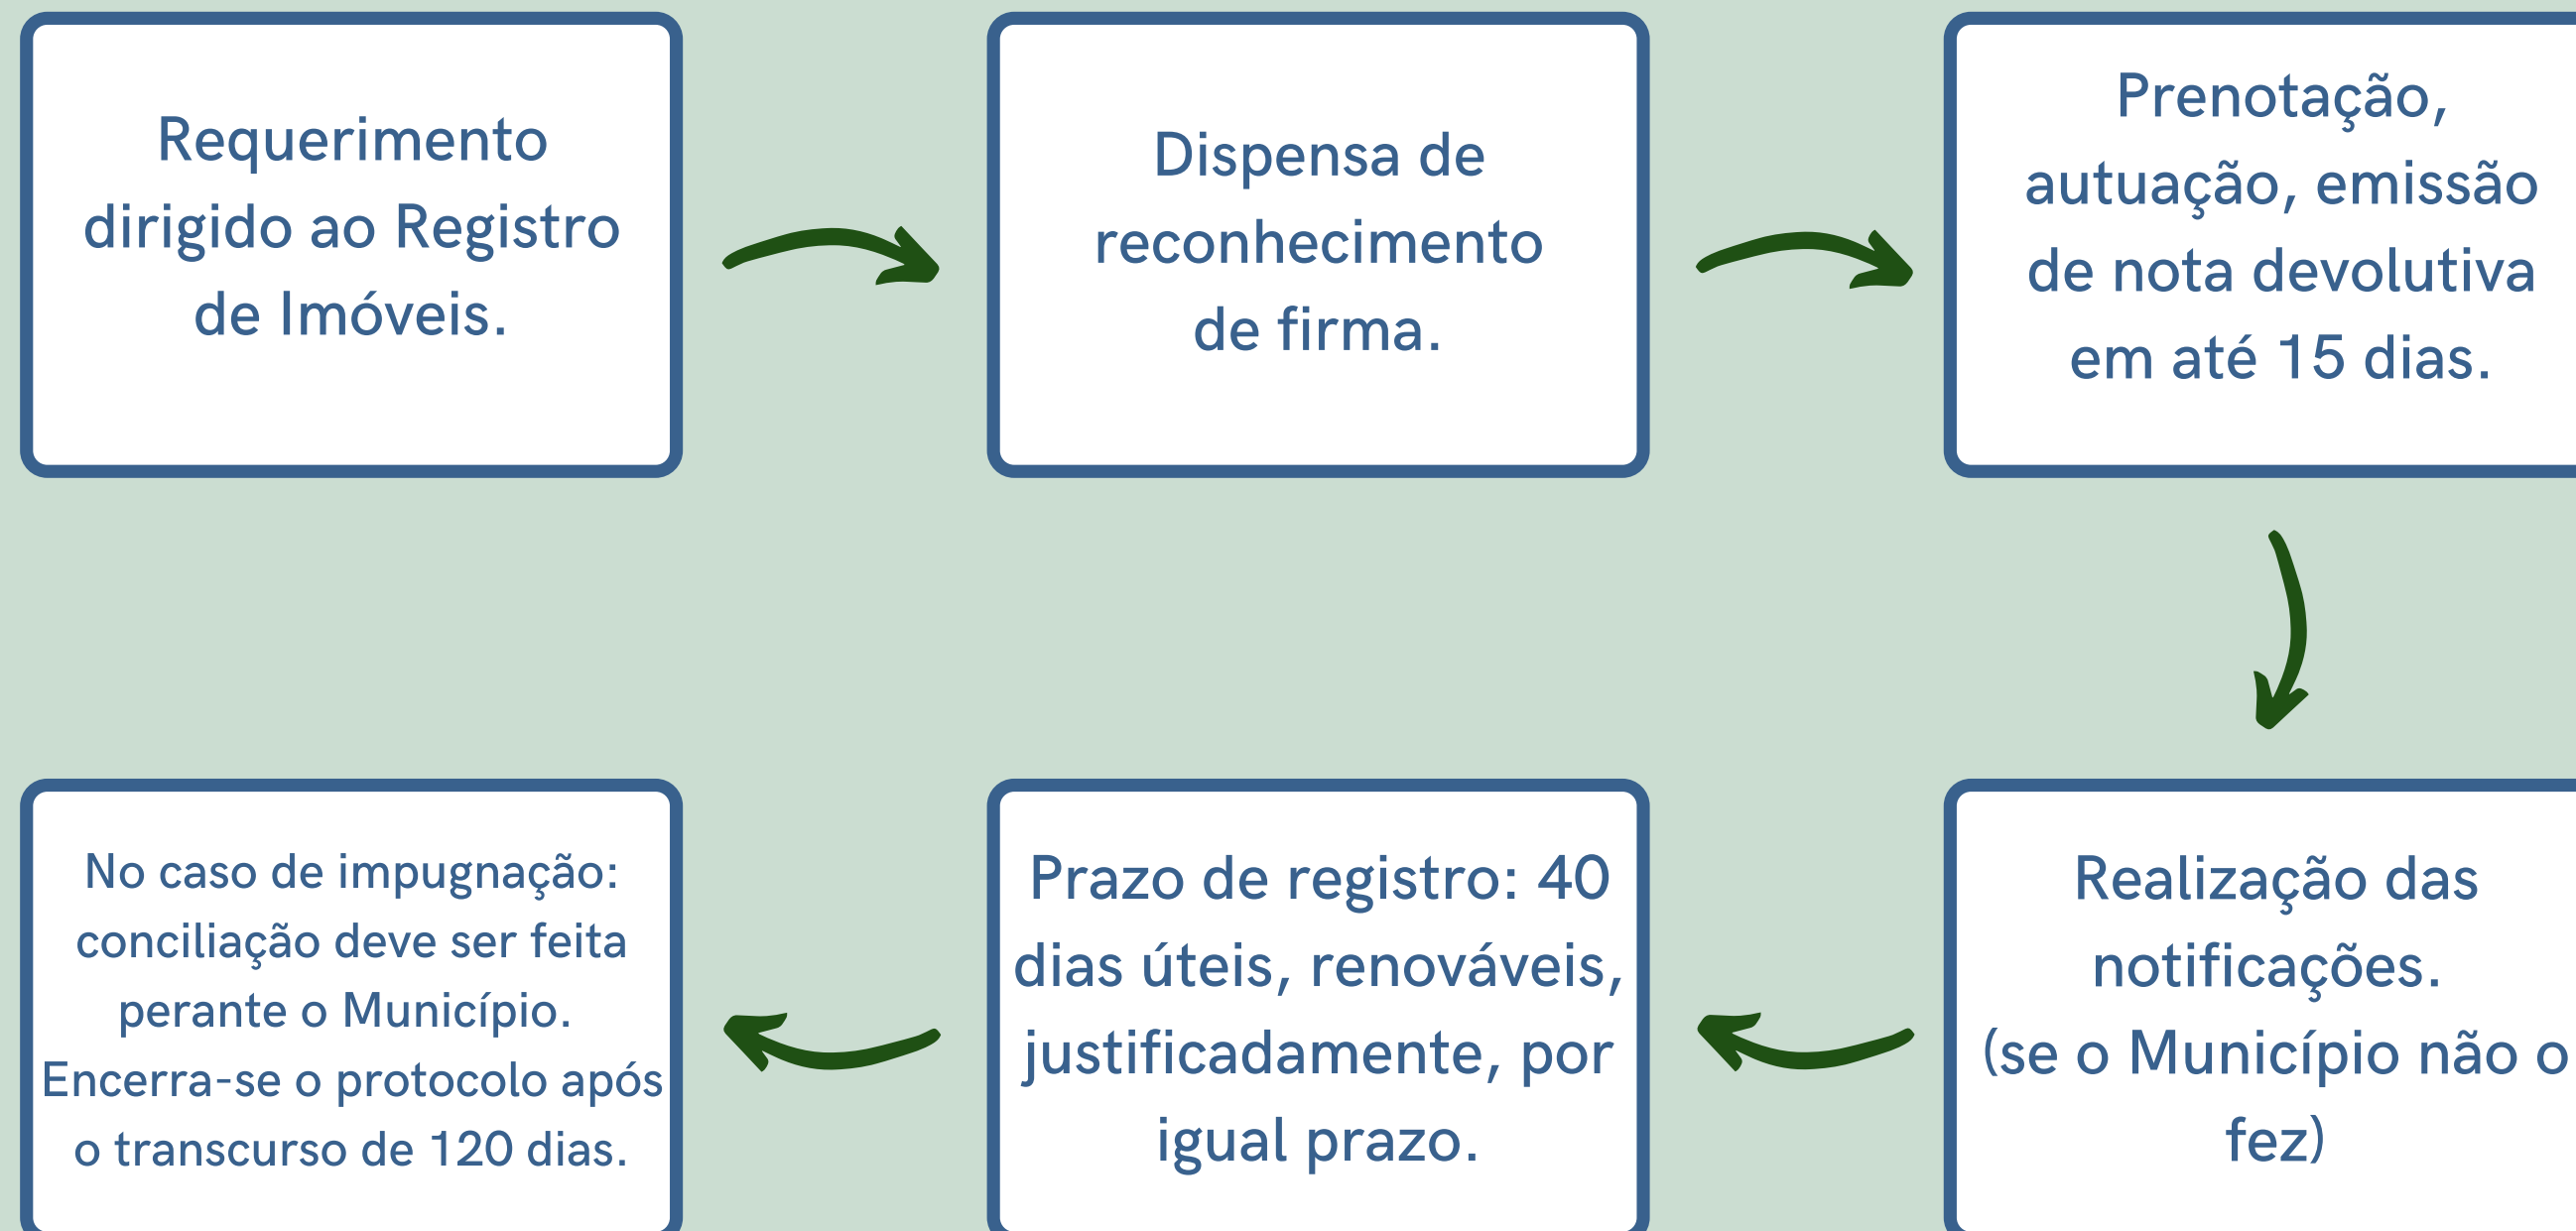 Requerimento
dirigido ao Registro
de Imóveis.
Dispensa de
reconhecimento
de firma.
Prenotação,
autuação, emissão
de nota devolutiva
em até 15 dias.
Realização das
notificações.
(se o Município não o
fez)
Prazo de registro: 40
dias úteis, renováveis,
justificadamente, por
igual prazo.
No caso de impugnação:
conciliação deve ser feita
perante o Município.
Encerra-se o protocolo após
o transcurso de 120 dias.